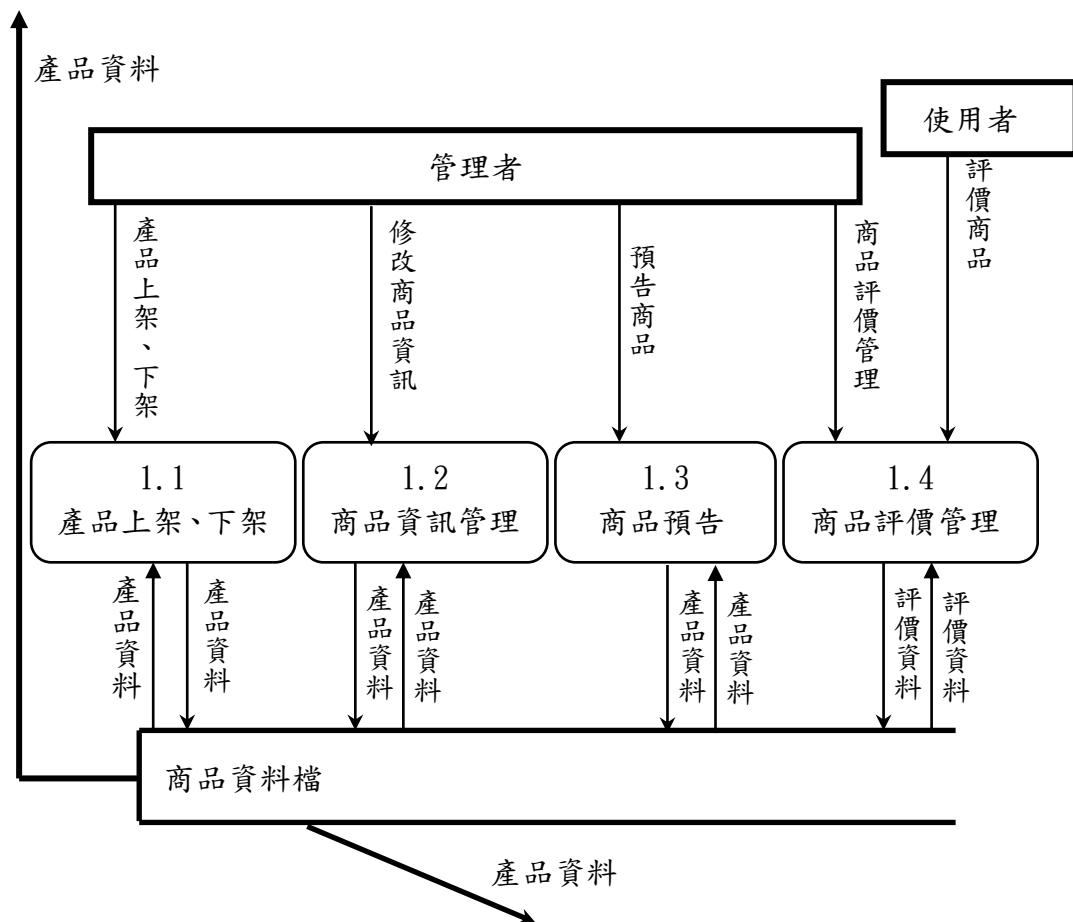 產品資料
使用者
管理者
產品上架、下架
修改商品資訊
預告商品
商品評價管理
評價商品
1.1
產品上架、下架
1.2
商品資訊管理
1.3
商品預告
1.4
商品評價管理
產品資料
產品資料
產品資料
產品資料
產品資料
產品資料
評價資料
評價資料
商品資料檔
產品資料